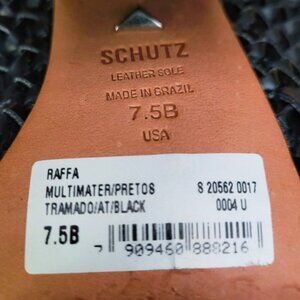 SCHUTZ
LEATHER SOLE
MADE IN BRAZIL
7.5B
USA
RAFFA
MULTIMATER/PRETOS S 20562 0017
TRAMADO/AT/BLACK 0004 U
7.5B
7 909460 888216